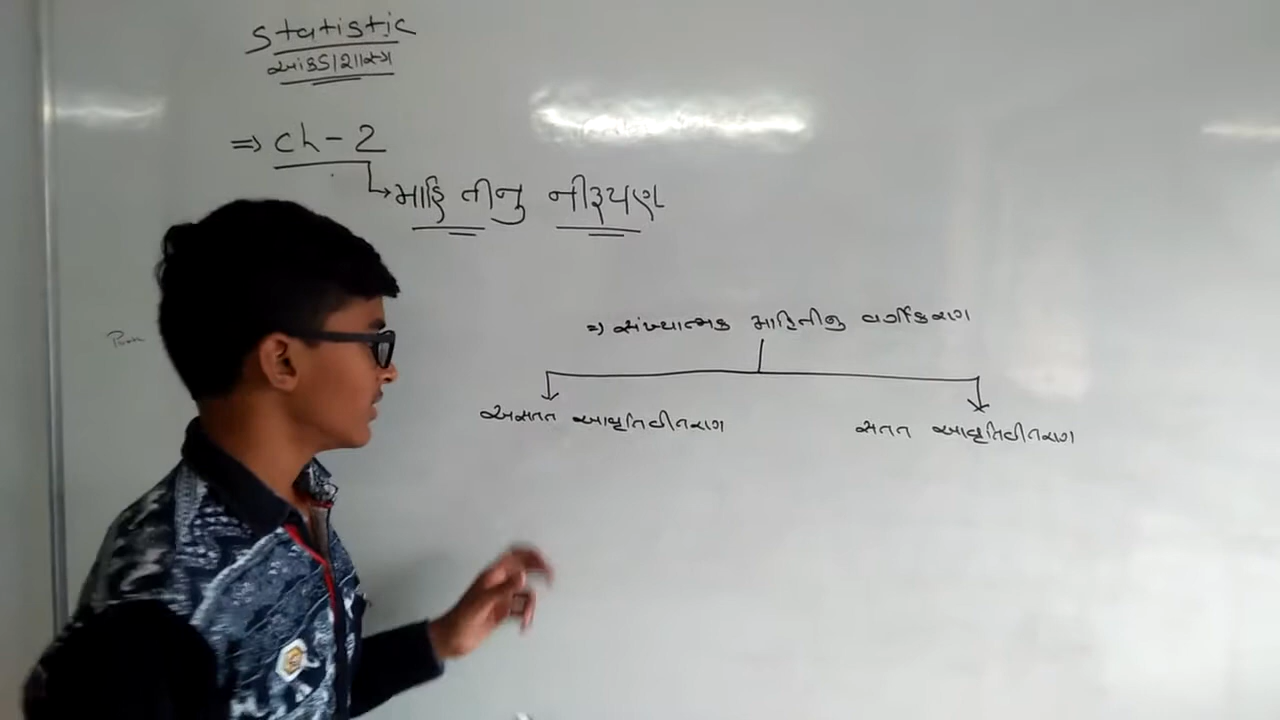 Statistic
આંકડાશાસ્ત્ર
⇒ ch-2
માહિતીનુ નીરૂપણ
⇒ સંખ્યાત્મક માહિતીનુ વર્ગીકરણ
અસતત આવૃતિવીતરણ સતત આવૃતિવીતરણ